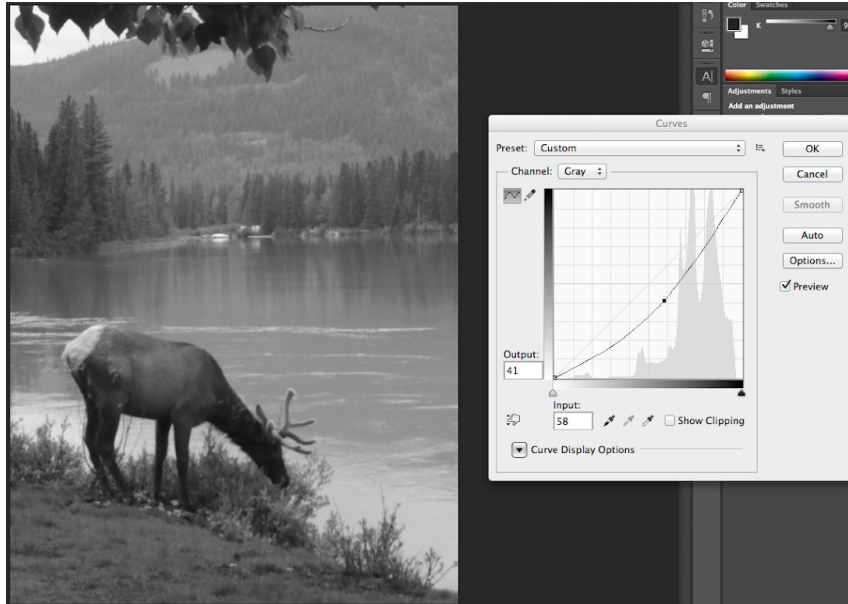 Color Swatches
K
9
A
Adjustments Styles
Add an adjustment
Curves
Preset: Custom
OK
Channel: Gray
Cancel
Smooth
Auto
Options...
Preview
Output:
41
Input:
58
Show Clipping
Curve Display Options